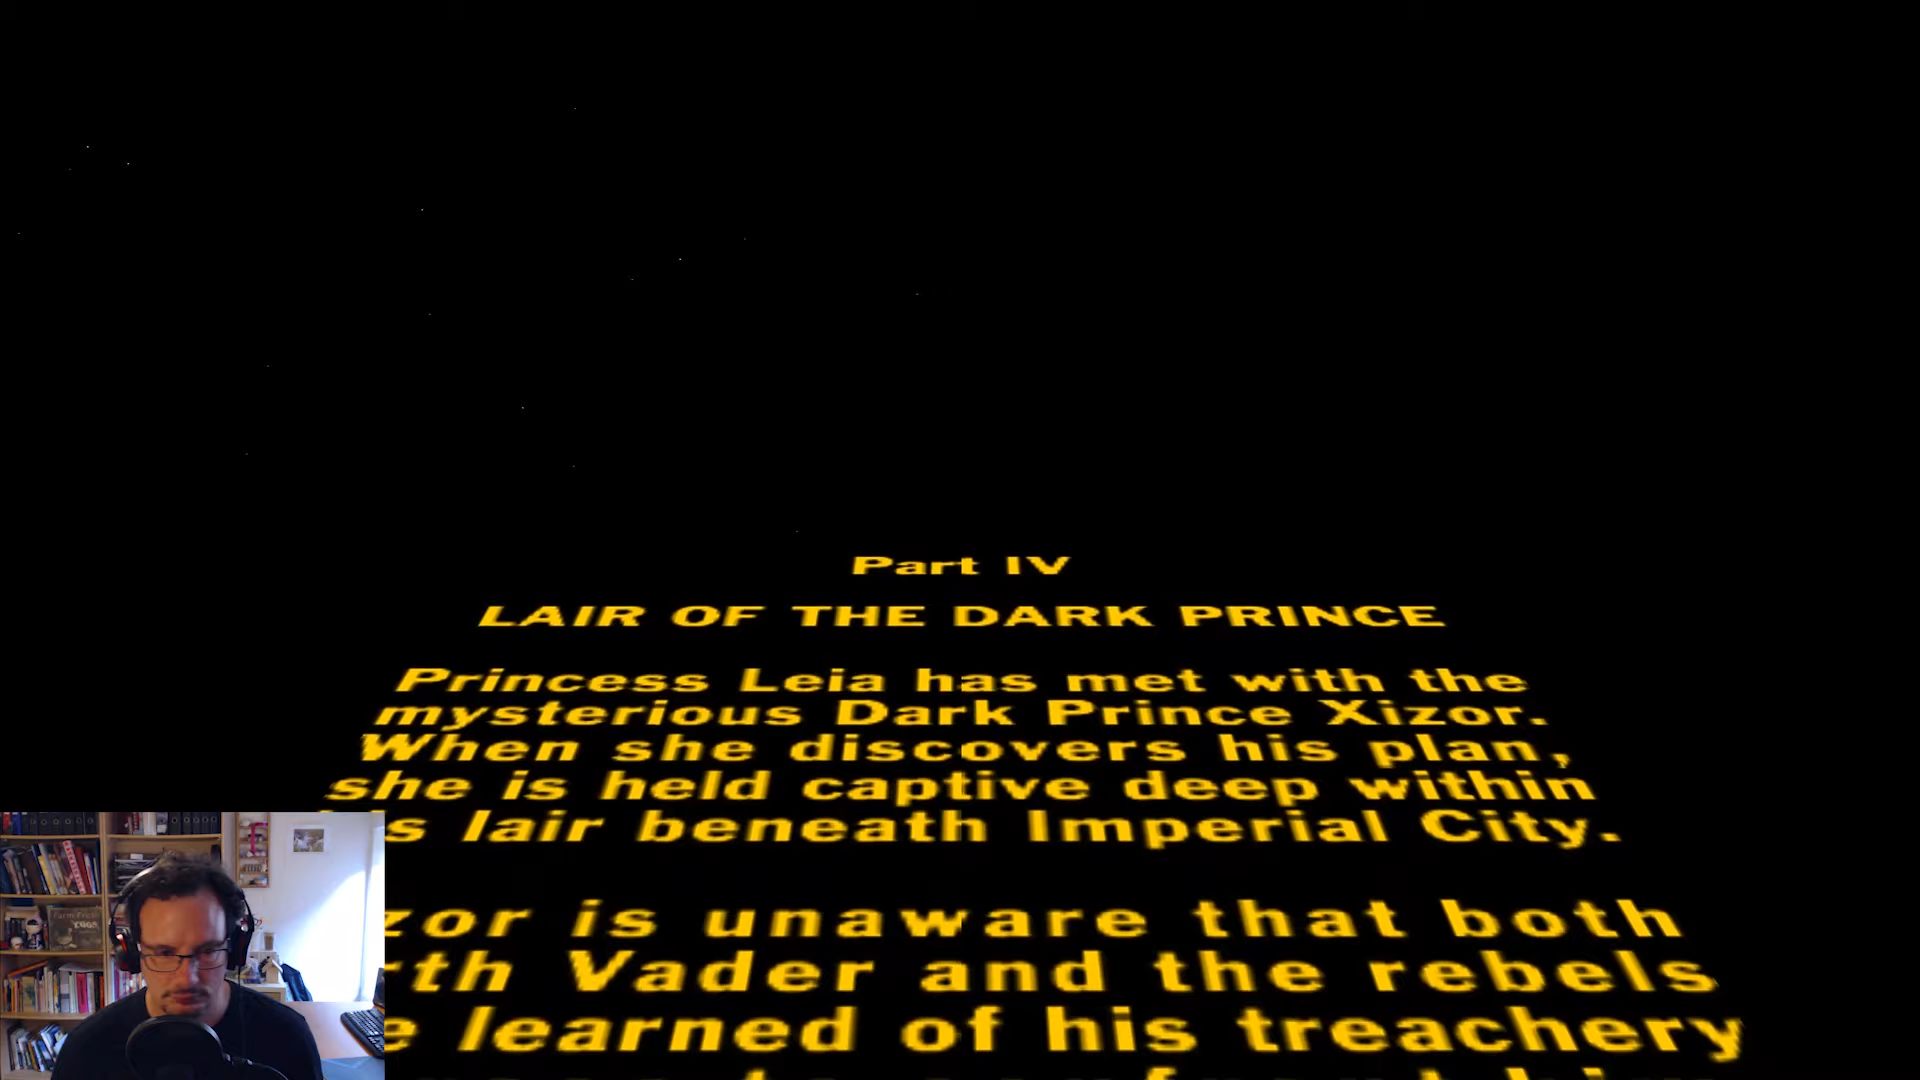 Part IV
LAIR OF THE DARK PRINCE
Princess Leia has met with the
mysterious Dark Prince Xizor.
When she discovers his plan,
she is held captive deep within
lair beneath Imperial City.
is unaware that both
Vader and the rebels
learned of his treachery